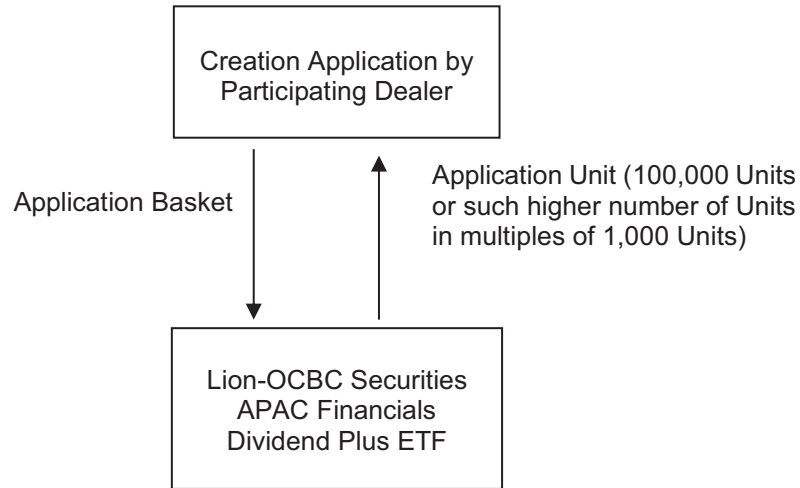 Creation Application by
Participating Dealer
Application Basket
Application Unit (100,000 Units
or such higher number of Units
in multiples of 1,000 Units)
Lion-OCBC Securities
APAC Financials
Dividend Plus ETF